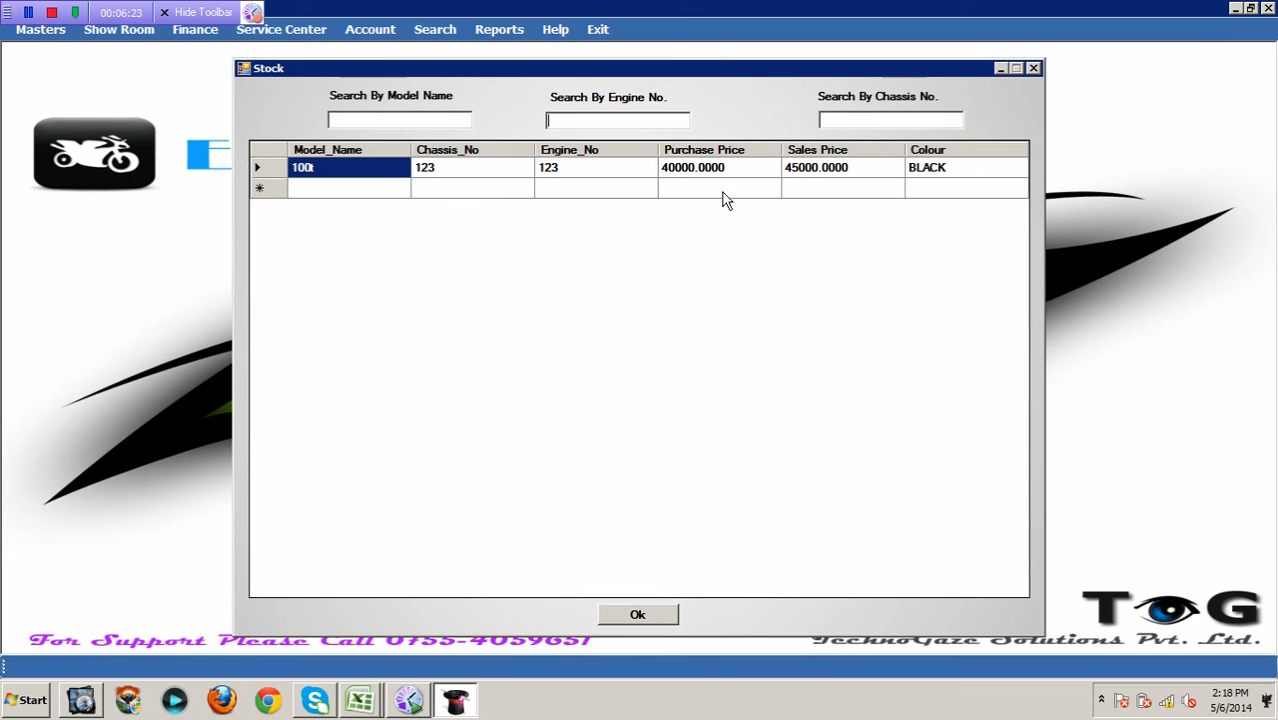 00:06:23 Hide Toolbar
Masters Show Room Finance Service Center Account Search Reports Help Exit
Stock
Search By Model Name Search By Engine No. Search By Chassis No.
Model_Name Chassis_No Engine_No Purchase Price Sales Price Colour
100t 123 123 40000.0000 45000.0000 BLACK
Ok
T G
For Support Please Call 0755-4059651
TechnoGaze Solutions Pvt. Ltd.
Start
2:18 PM
5/6/2014